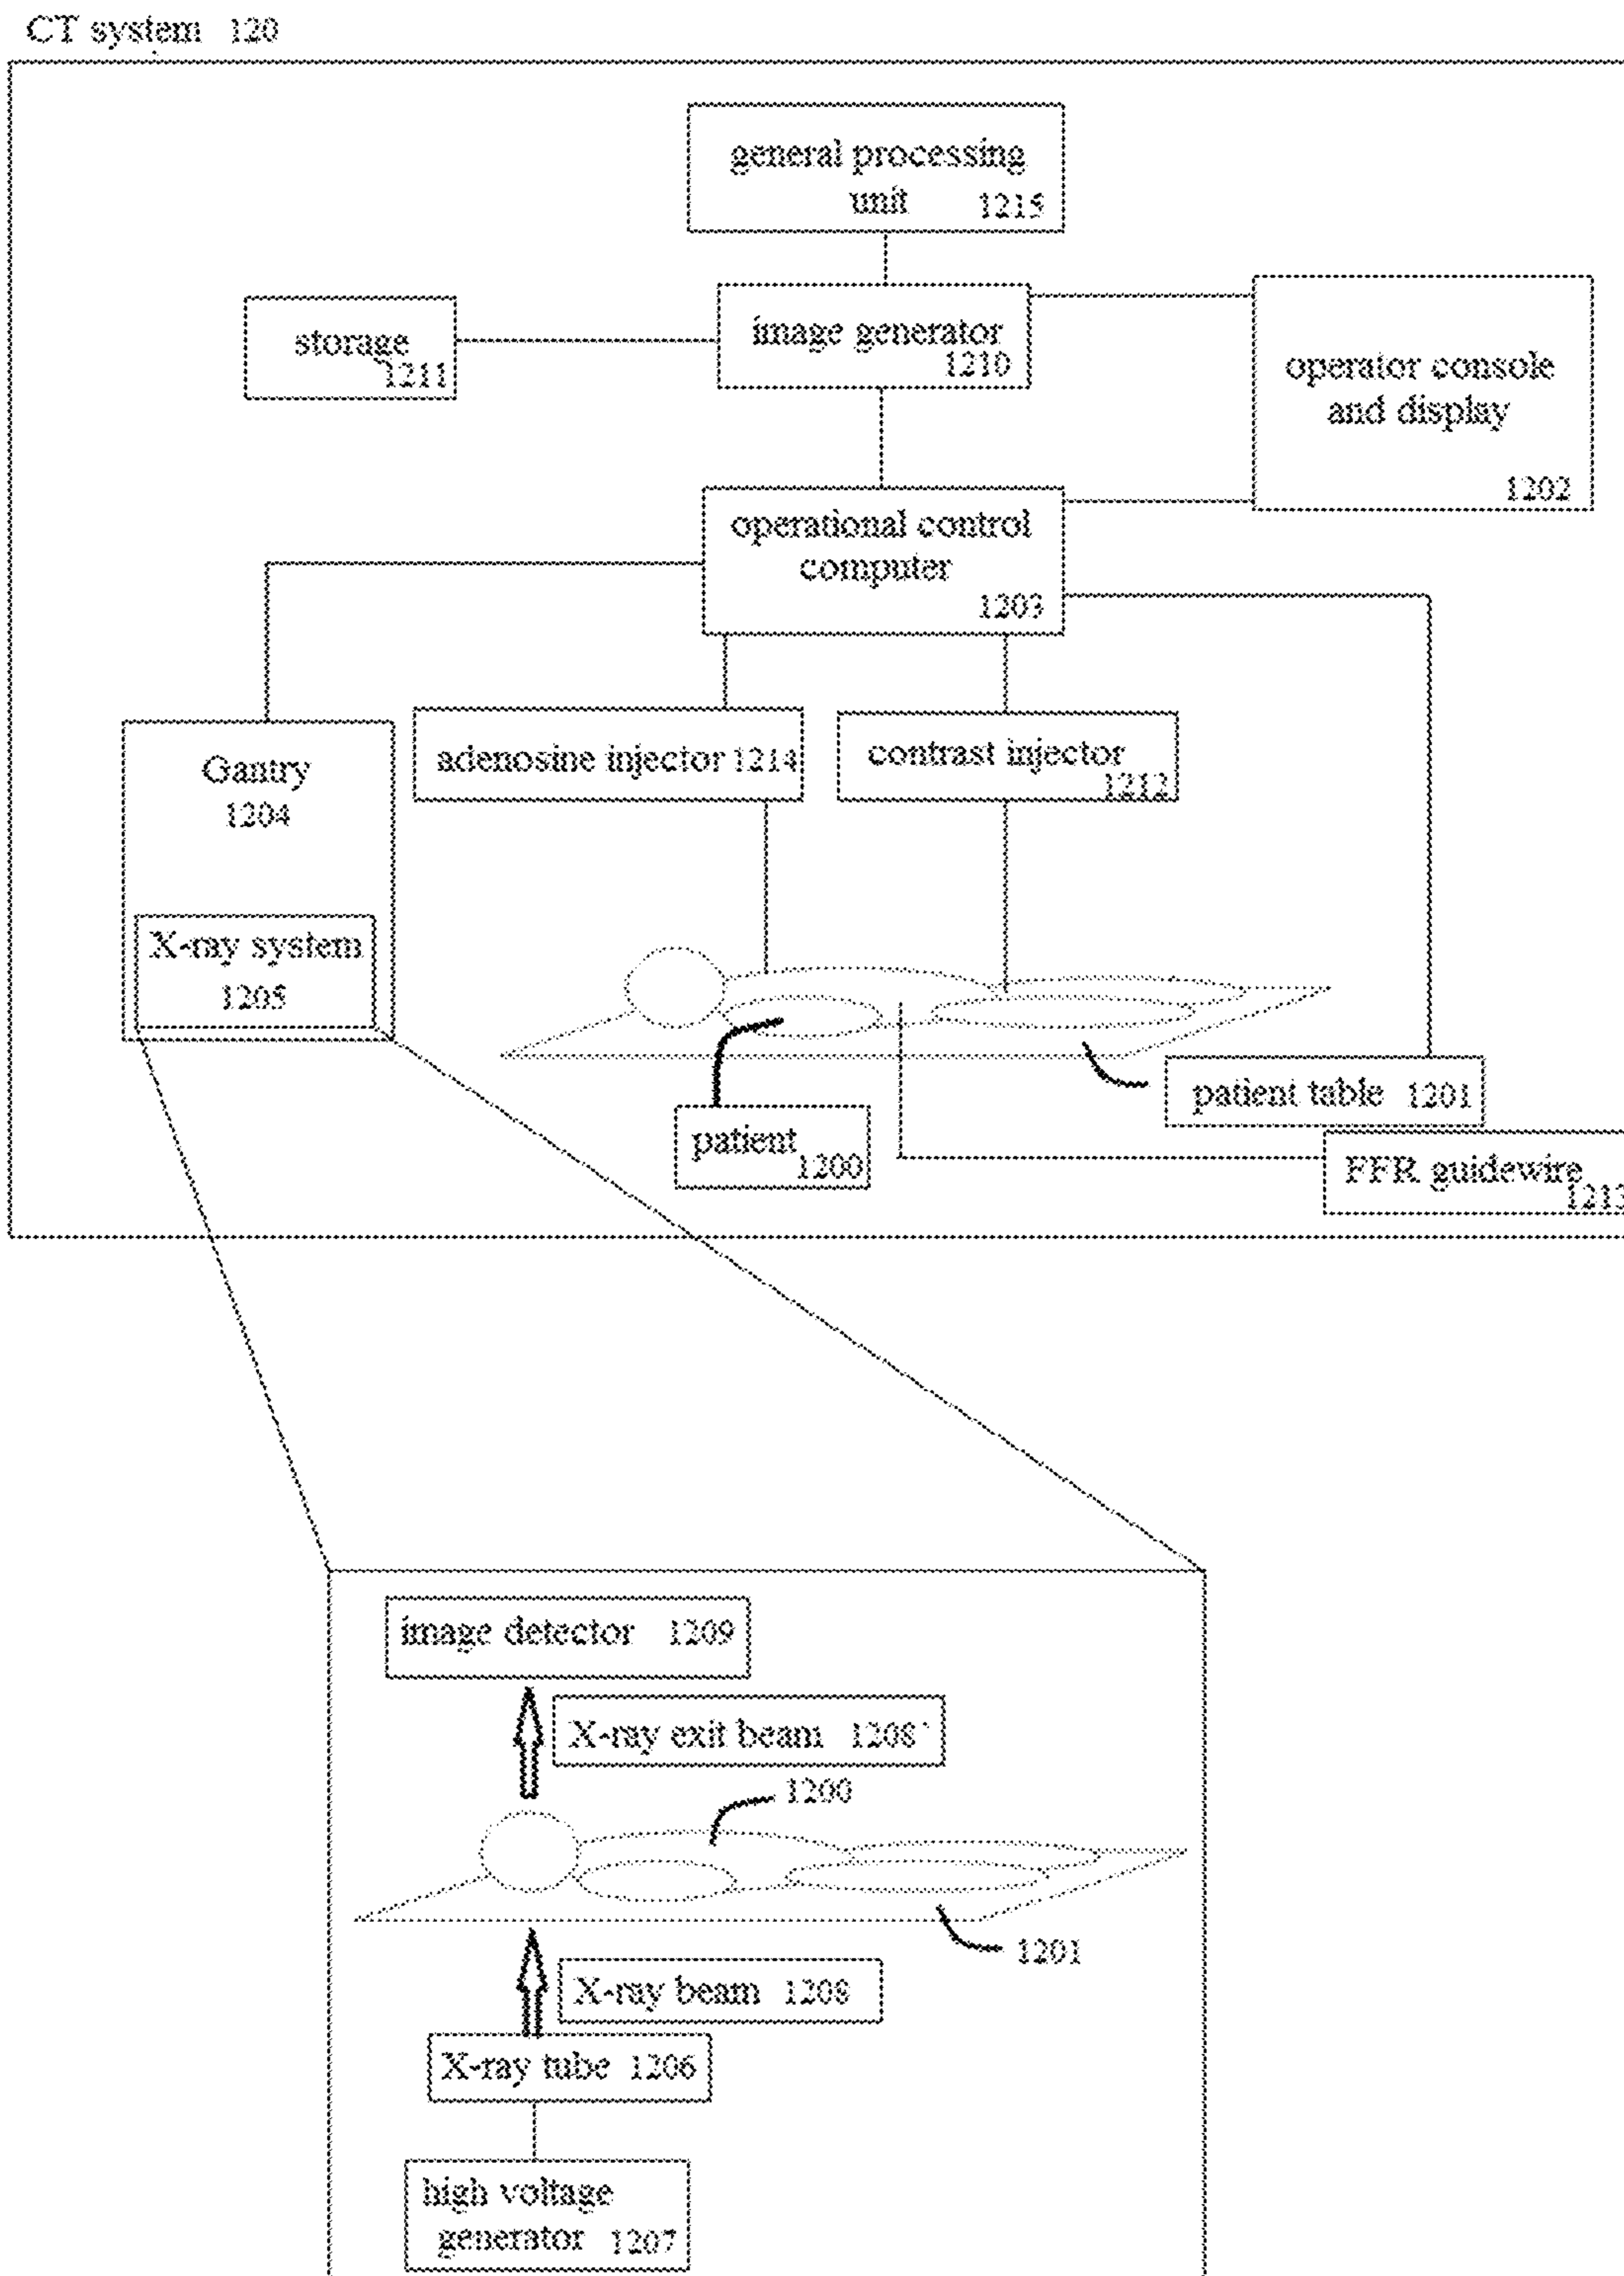 CT system 120
general processing
unit 1215
storage
1211
image generator
1210
operator console
and display
1202
operational control
computer
1203
Gantry
1204
adenosine injector 1214
contrast injector
1212
X-ray system
1205
patient
1200
patient table 1201
FFR guidewire
1213
image detector 1209
X-ray exit beam 1208`
1200
1201
X-ray beam 1208
X-ray tube 1206
high voltage
generator 1207